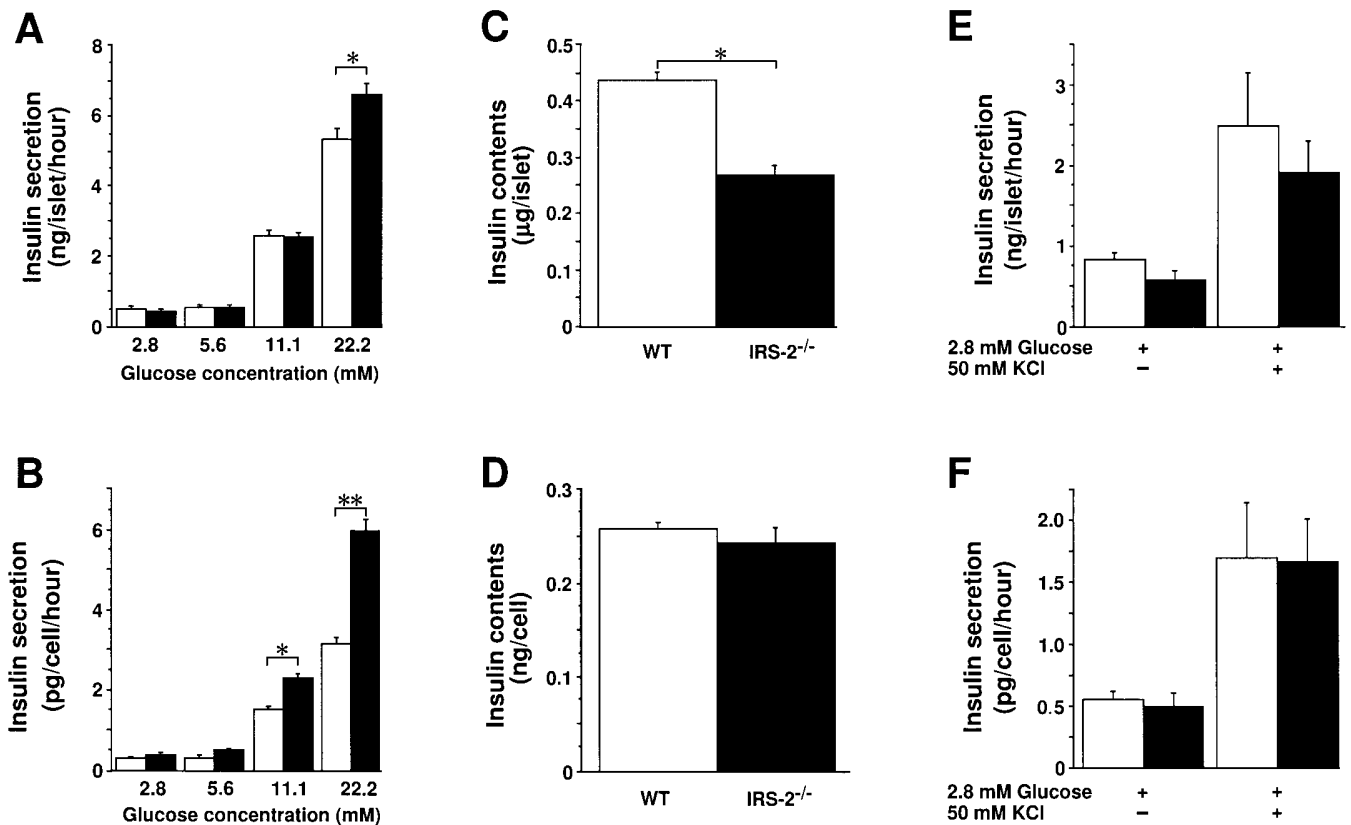 A
Insulin secretion
(ng/islet/hour)
8
6
4
2
0
*
2.8 5.6 11.1 22.2
Glucose concentration (mM)
C
Insulin contents
(µg/islet)
0.5
0.4
0.3
0.2
0.1
0
*
WT IRS-2-/-
E
Insulin secretion
(ng/islet/hour)
3
2
1
0
2.8 mM Glucose + +
50 mM KCl − +
B
Insulin secretion
(pg/cell/hour)
6
4
2
0
*
**
2.8 5.6 11.1 22.2
Glucose concentration (mM)
D
Insulin contents
(ng/cell)
0.3
0.2
0.1
0
WT IRS-2-/-
F
Insulin secretion
(pg/cell/hour)
2.0
1.5
1.0
0.5
0
2.8 mM Glucose + +
50 mM KCl − +